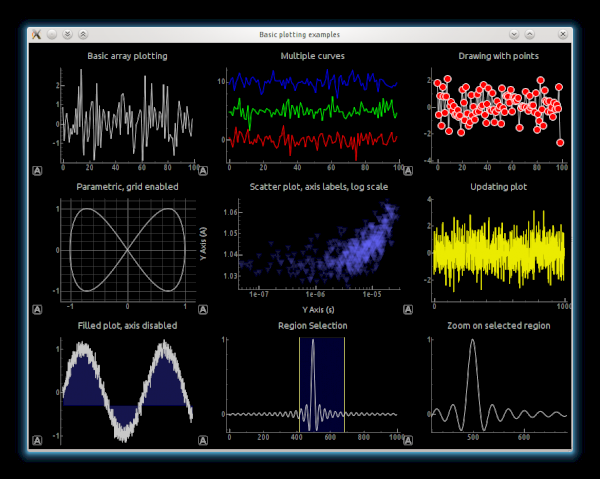 Basic plotting examples
Basic array plotting
Multiple curves
Drawing with points
2
1
0
-1
0 20 40 60 80 100
10
0
0 20 40 60 80 100
2
0
-2
-4
0 20 40 60 80 100
A A A
Parametric, grid enabled
Scatter plot, axis labels, log scale
Updating plot
1
0
-1
-1 0 1
Y Axis (A)
1.06
1.05
1.04
1.03
1e-07 1e-06 1e-05
Y Axis (s)
4
2
0
-2
0 1000
A A A
Filled plot, axis disabled
Region Selection
Zoom on selected region
1
-1
1
0
0 200 400 600 800 1000
1
0
500 600
A A A